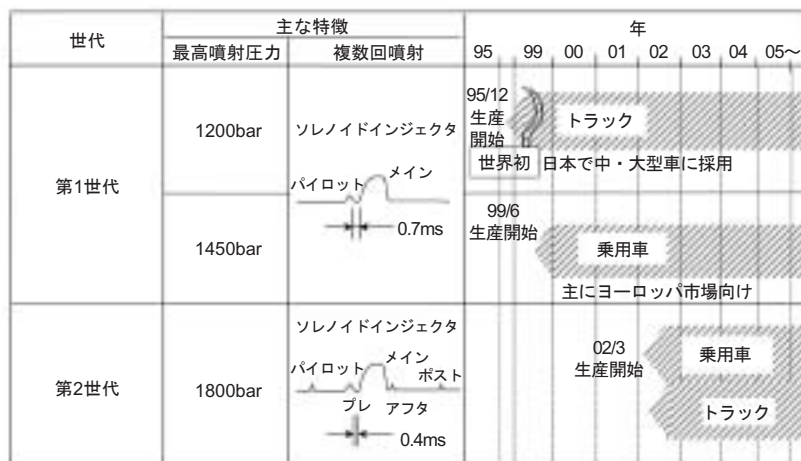 世代
主な特徴
年
最高噴射圧力
複数回噴射
95 99 00 01 02 03 04 05~
第1世代
1200bar
ソレノイドインジェクタ
パイロット
メイン
0.7ms
95/12
生産
開始
トラック
世界初
日本で中・大型車に採用
1450bar
99/6
生産開始
乗用車
主にヨーロッパ市場向け
第2世代
1800bar
ソレノイドインジェクタ
パイロット
メイン
ポスト
プレ
アフタ
0.4ms
02/3
生産開始
乗用車
トラック